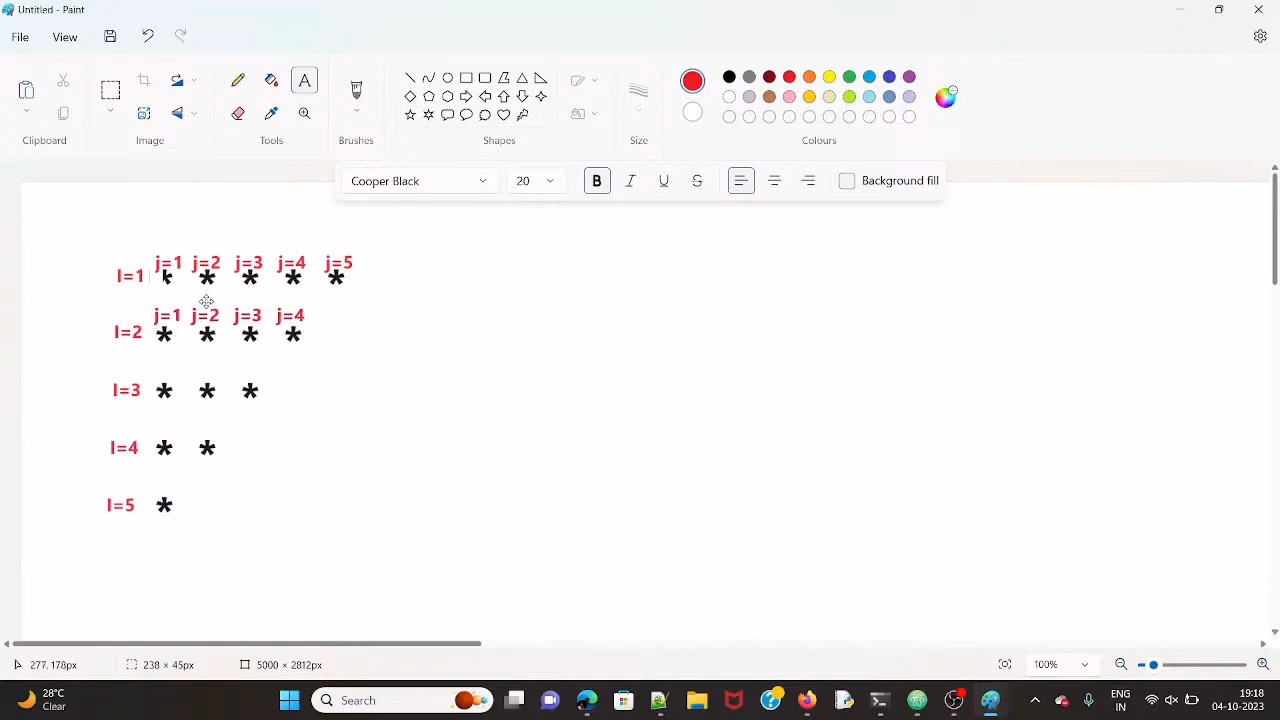 Untitled - Paint
File View
Clipboard Image Tools Brushes Shapes Size Colours
Cooper Black 20 B I U S Background fill
j=1 j=2 j=3 j=4 j=5
I=1 * * * * *
j=1 j=2 j=3 j=4
I=2 * * * *
I=3 * * *
I=4 * *
I=5 *
277, 178px 238 × 45px 5000 × 2812px 100%
28°C
Clear
Search
ENG
IN
19:18
04-10-2023